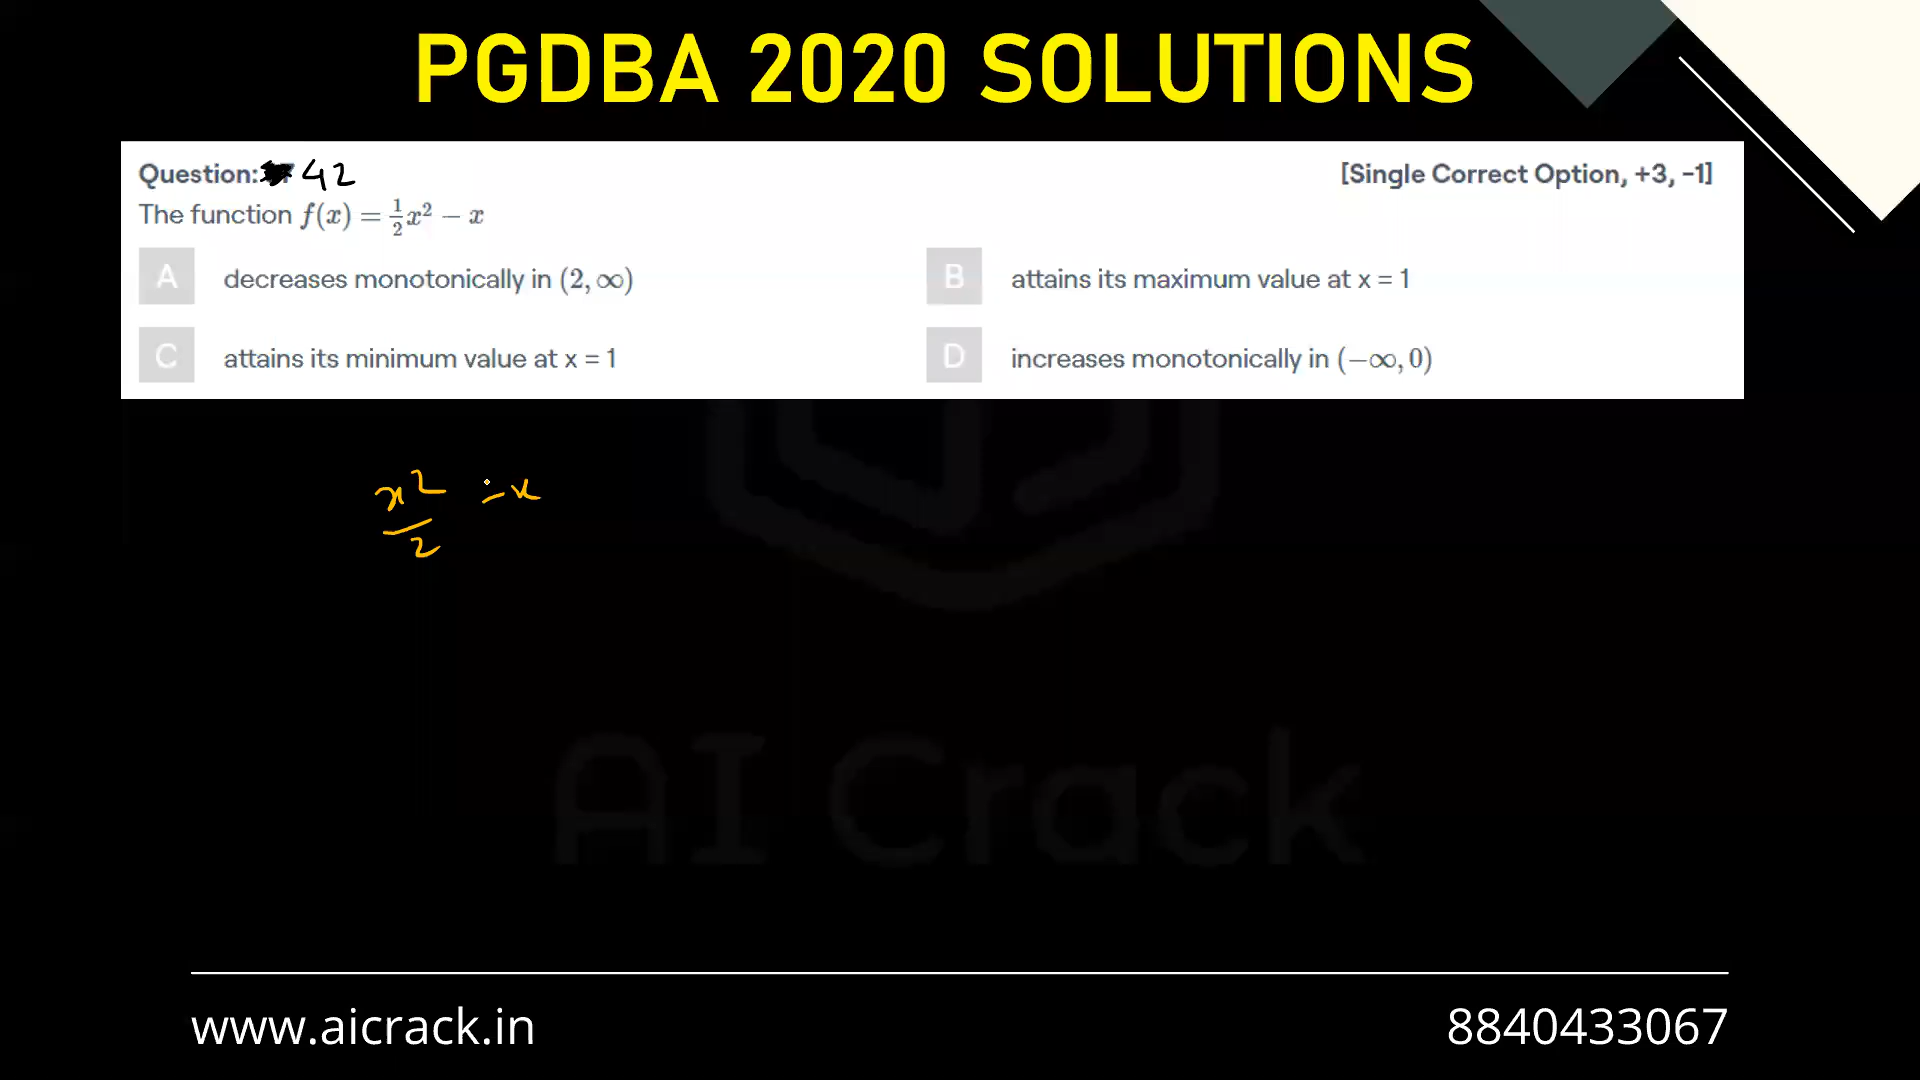 PGDBA 2020 SOLUTIONS
Question: 42 [Single Correct Option, +3, -1]
The function f(x) = 1/2 x² − x
A decreases monotonically in (2, ∞)
B attains its maximum value at x = 1
C attains its minimum value at x = 1
D increases monotonically in (−∞, 0)
x²/2 − x
AI Crack
www.aicrack.in
8840433067